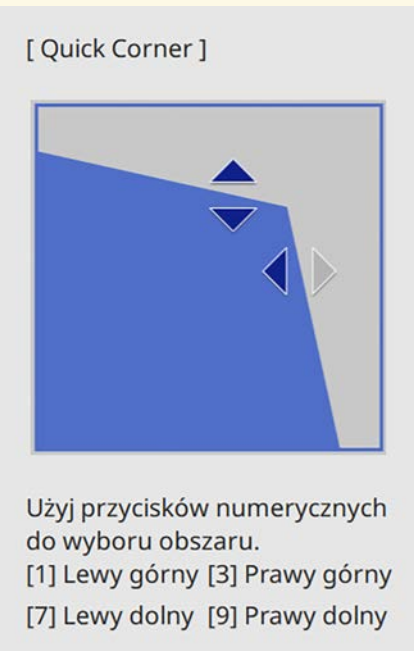 [ Quick Corner ]
Użyj przycisków numerycznych
do wyboru obszaru.
[1] Lewy górny [3] Prawy górny
[7] Lewy dolny [9] Prawy dolny